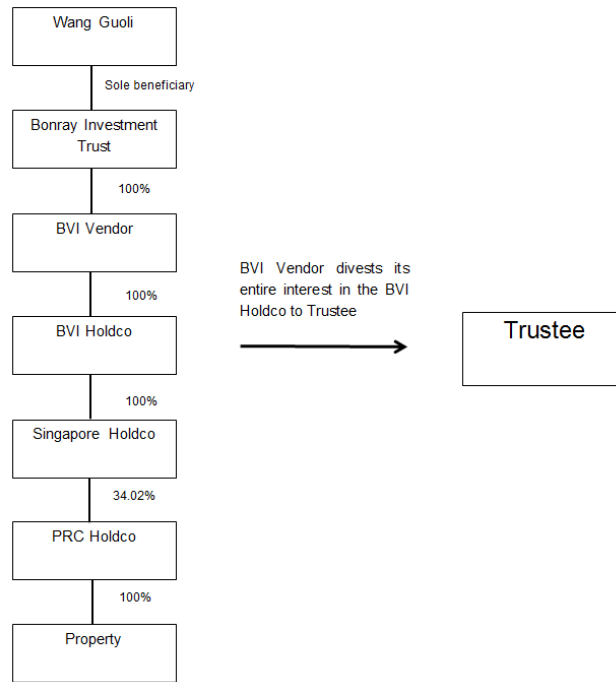 Wang Guoli
Sole beneficiary
Bonray Investment
Trust
100%
BVI Vendor
100%
BVI Holdco
100%
Singapore Holdco
34.02%
PRC Holdco
100%
Property
BVI Vendor divests its
entire interest in the BVI
Holdco to Trustee
Trustee